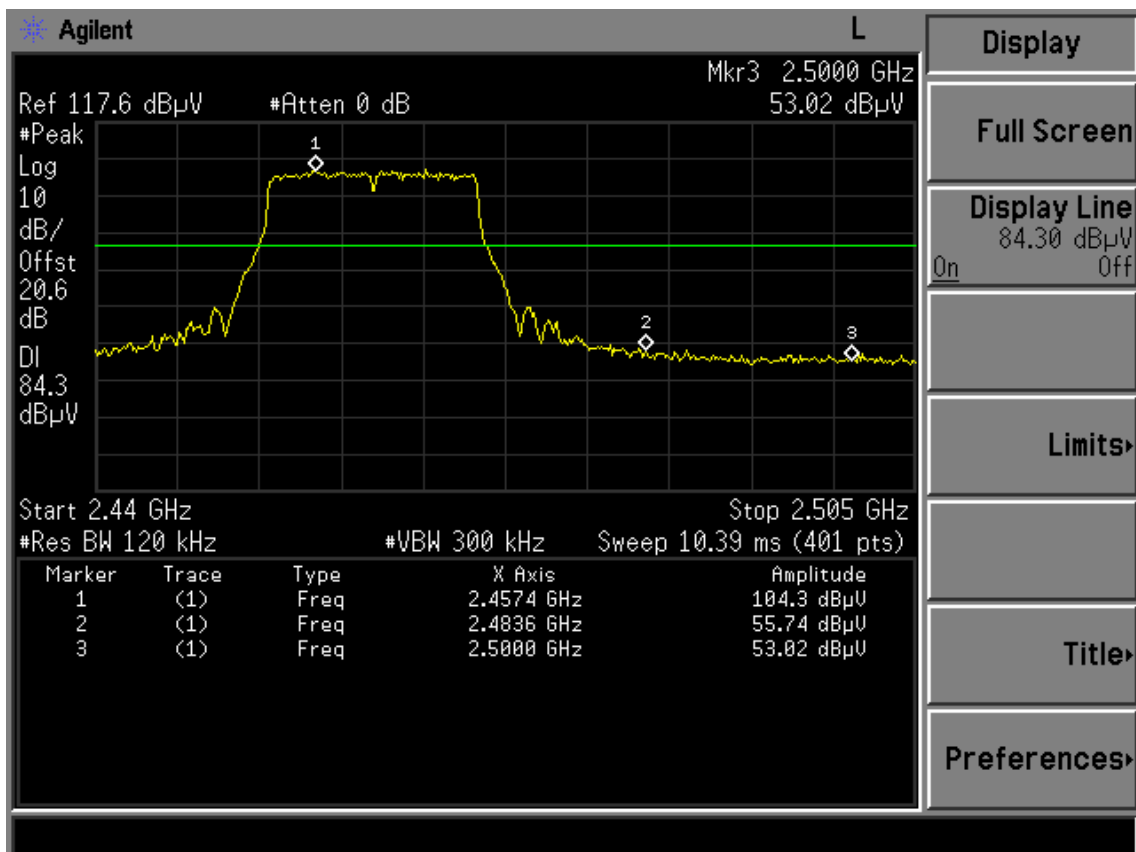 Agilent L
Mkr3 2.5000 GHz
Ref 117.6 dBµV #Atten 0 dB 53.02 dBµV
#Peak
Log
10
dB/
Offst
20.6
dB
DI
84.3
dBµV
1
2
3
Start 2.44 GHz Stop 2.505 GHz
#Res BW 120 kHz #VBW 300 kHz Sweep 10.39 ms (401 pts)
Marker Trace Type X Axis Amplitude
1 (1) Freq 2.4574 GHz 104.3 dBµV
2 (1) Freq 2.4836 GHz 55.74 dBµV
3 (1) Freq 2.5000 GHz 53.02 dBµV
Display
Full Screen
Display Line
84.30 dBµV
On Off
Limits
Title
Preferences